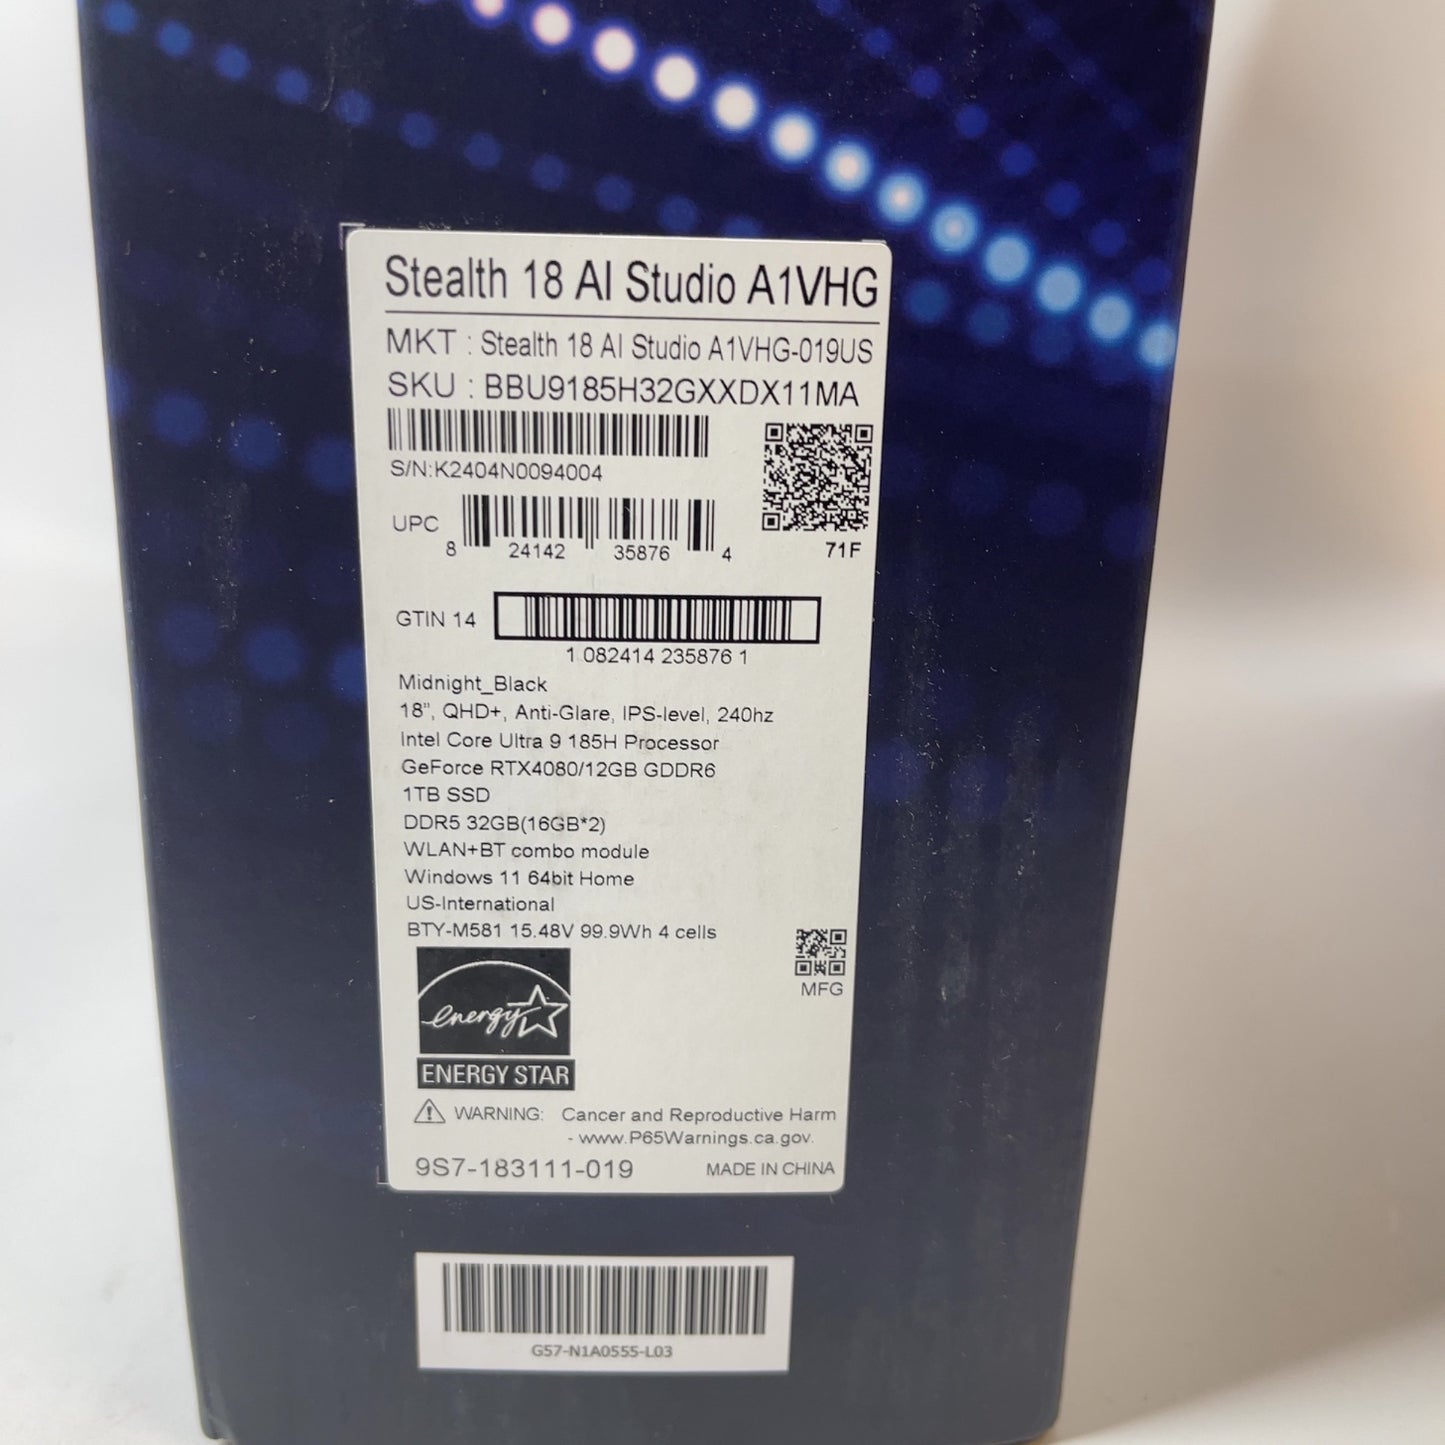 Stealth 18 AI Studio A1VHG
MKT : Stealth 18 AI Studio A1VHG-019US
SKU : BBU9185H32GXXDX11MA
S/N:K2404N0094004
UPC 8 24142 35876 4
71F
GTIN 14
1 082414 235876 1
Midnight_Black
18", QHD+, Anti-Glare, IPS-level, 240hz
Intel Core Ultra 9 185H Processor
GeForce RTX4080/12GB GDDR6
1TB SSD
DDR5 32GB(16GB*2)
WLAN+BT combo module
Windows 11 64bit Home
US-International
BTY-M581 15.48V 99.9Wh 4 cells
MFG
energy
ENERGY STAR
WARNING: Cancer and Reproductive Harm
- www.P65Warnings.ca.gov.
9S7-183111-019 MADE IN CHINA
G57-N1A0555-L03